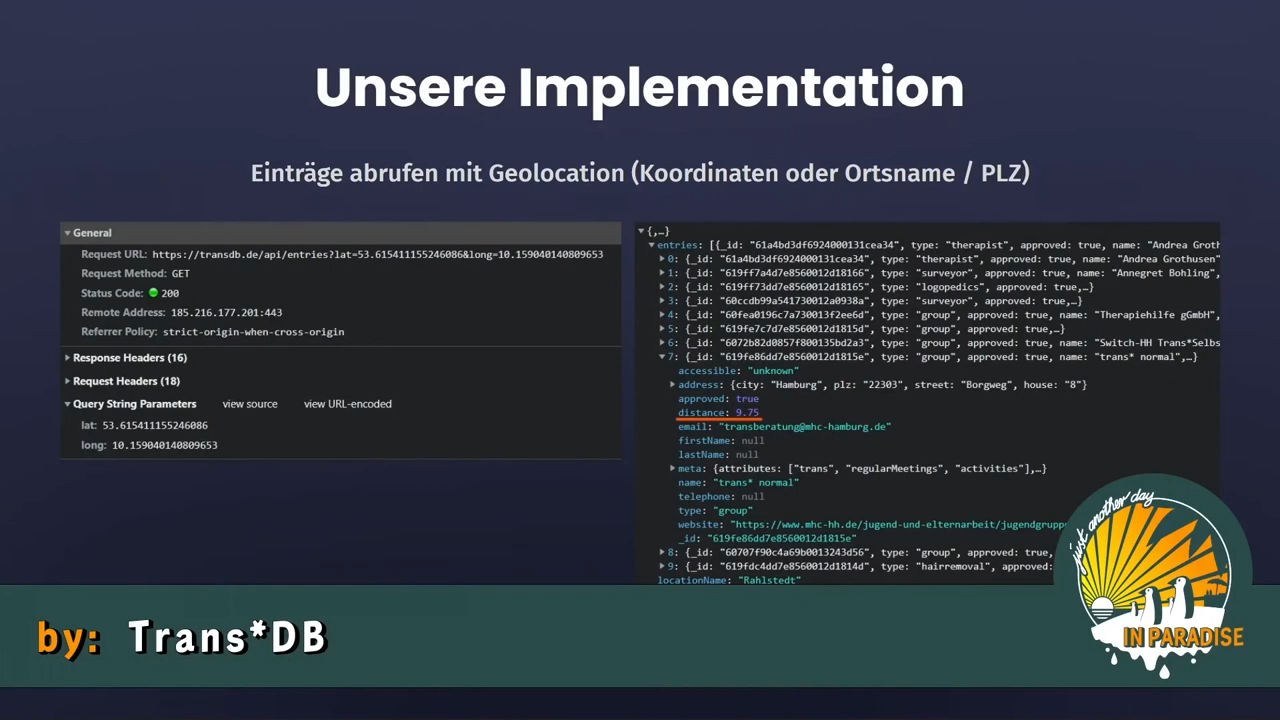 Unsere Implementation
Einträge abrufen mit Geolocation (Koordinaten oder Ortsname / PLZ)
General
Request URL: https://transdb.de/api/entries?lat=53.615411155246086&long=10.159040140809653
Request Method: GET
Status Code: 200
Remote Address: 185.216.177.201:443
Referrer Policy: strict-origin-when-cross-origin
Response Headers (16)
Request Headers (18)
Query String Parameters view source view URL-encoded
lat: 53.615411155246086
long: 10.159040140809653
{,…}
entries: [{_id: "61a4bd3df6924000131cea34", type: "therapist", approved: true, name: "Andrea Groth
0: {_id: "61a4bd3df6924000131cea34", type: "therapist", approved: true, name: "Andrea Grothusen
1: {_id: "619ff7a4d7e8560012d18166", type: "surveyor", approved: true, name: "Annegret Bohling",
2: {_id: "619ff73dd7e8560012d18165", type: "logopedics", approved: true,…}
3: {_id: "60ccdb99a541730012a0938a", type: "surveyor", approved: true,…}
4: {_id: "60fea0196c7a730013f2ee6d", type: "group", approved: true, name: "Therapiehilfe gGmbH",
5: {_id: "619fe7c7d7e8560012d1815d", type: "group", approved: true,…}
6: {_id: "6072b82d0857f800135bd2a3", type: "group", approved: true, name: "Switch-HH Trans*Selbs
7: {_id: "619fe86dd7e8560012d1815e", type: "group", approved: true, name: "trans* normal",…}
accessible: "unknown"
address: {city: "Hamburg", plz: "22303", street: "Borgweg", house: "8"}
approved: true
distance: 9.75
email: "transberatung@mhc-hamburg.de"
firstName: null
lastName: null
meta: {attributes: ["trans", "regularMeetings", "activities"],…}
name: "trans* normal"
telephone: null
type: "group"
website: "https://www.mhc-hh.de/jugend-und-elternarbeit/jugendgruppe
_id: "619fe86dd7e8560012d1815e"
8: {_id: "60707f90c4a69b0013243d56", type: "group", approved: true,
9: {_id: "619fdc4dd7e8560012d1814d", type: "hairremoval", approved:
locationName: "Rahlstedt"
just another day
IN PARADISE
by: Trans*DB